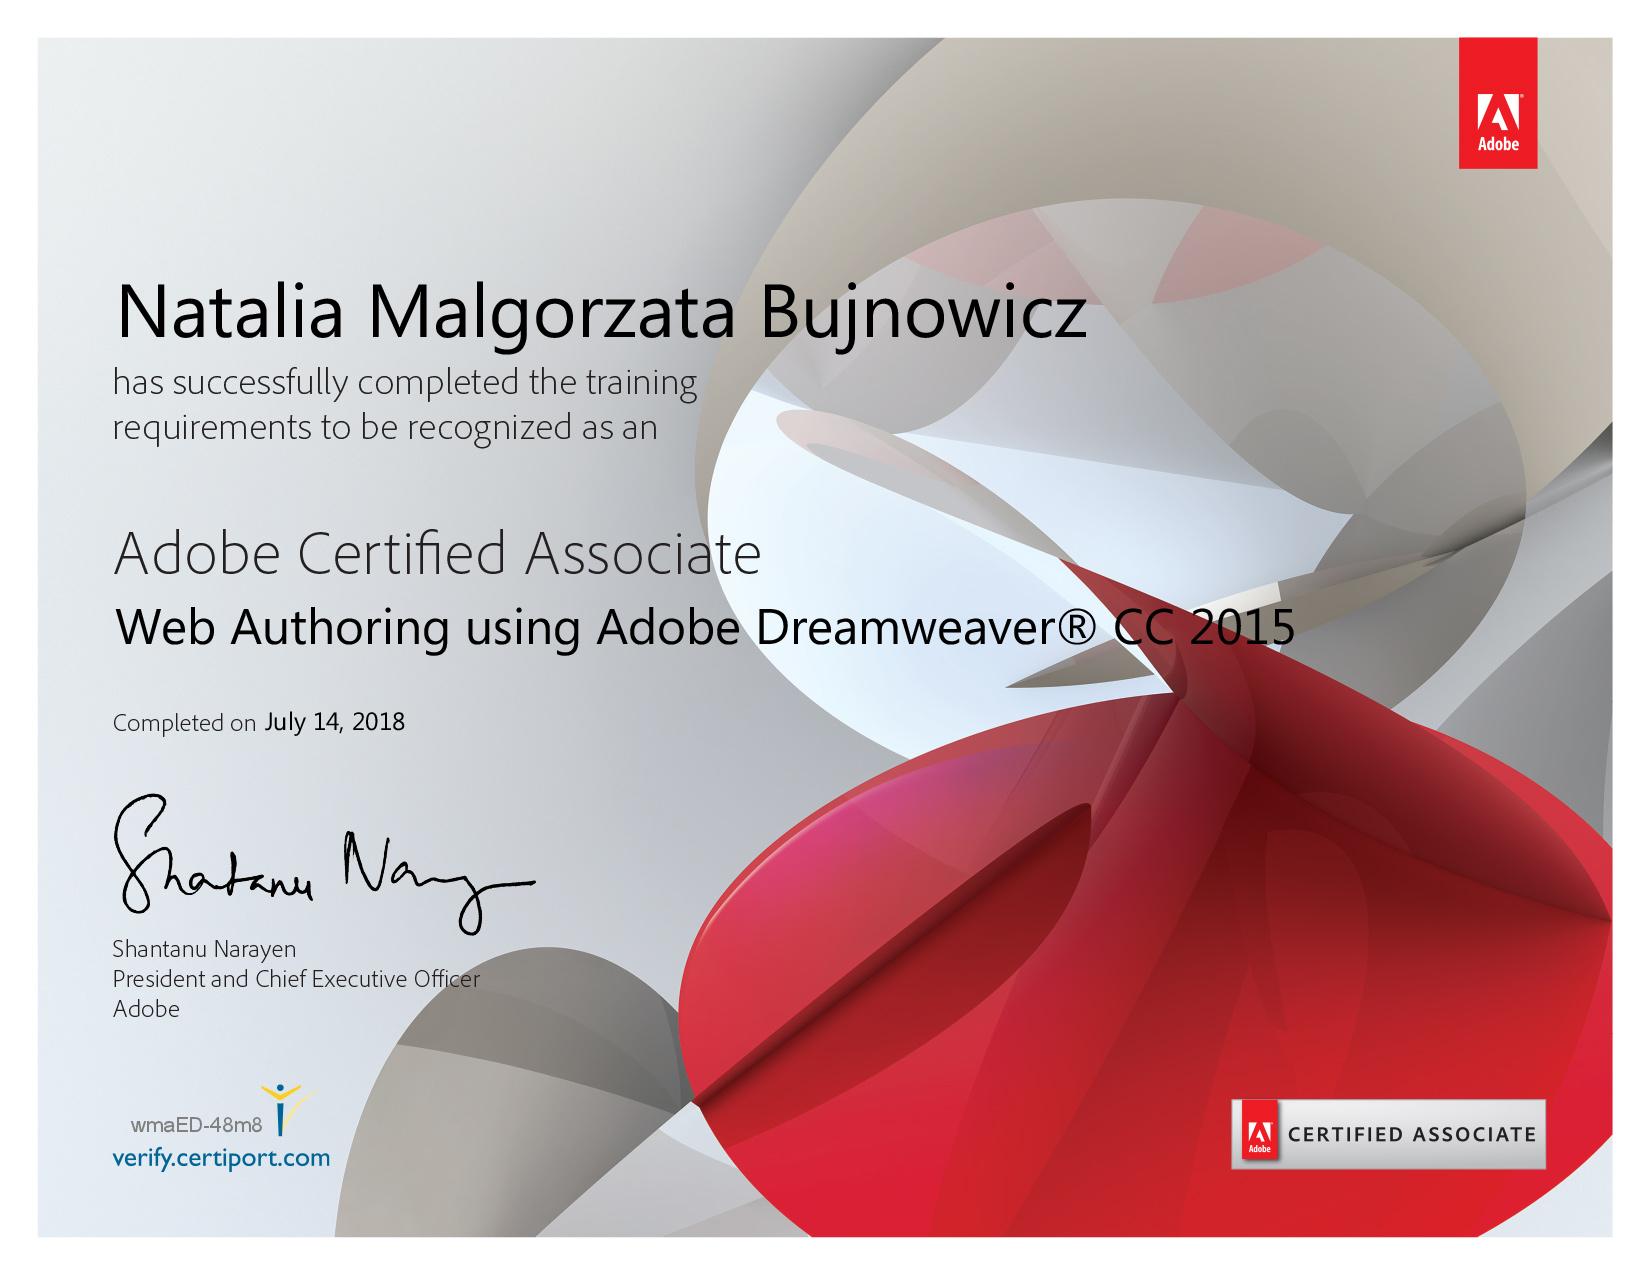 Adobe
Natalia Malgorzata Bujnowicz
has successfully completed the training
requirements to be recognized as an
Adobe Certified Associate
Web Authoring using Adobe Dreamweaver® CC 2015
Completed on July 14, 2018
Shantanu Narayen
Shantanu Narayen
President and Chief Executive Officer
Adobe
wmaED-48m8
verify.certiport.com
Adobe
CERTIFIED ASSOCIATE